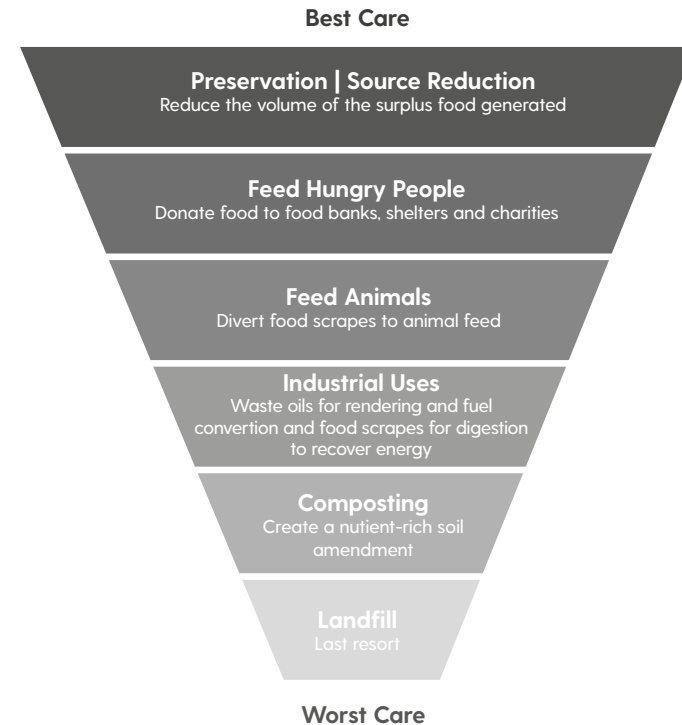 Best Care
Preservation | Source Reduction
Reduce the volume of the surplus food generated
Feed Hungry People
Donate food to food banks, shelters and charities
Feed Animals
Divert food scrapes to animal feed
Industrial Uses
Waste oils for rendering and fuel
convertion and food scrapes for digestion
to recover energy
Composting
Create a nutient-rich soil
amendment
Landfill
Last resort
Worst Care